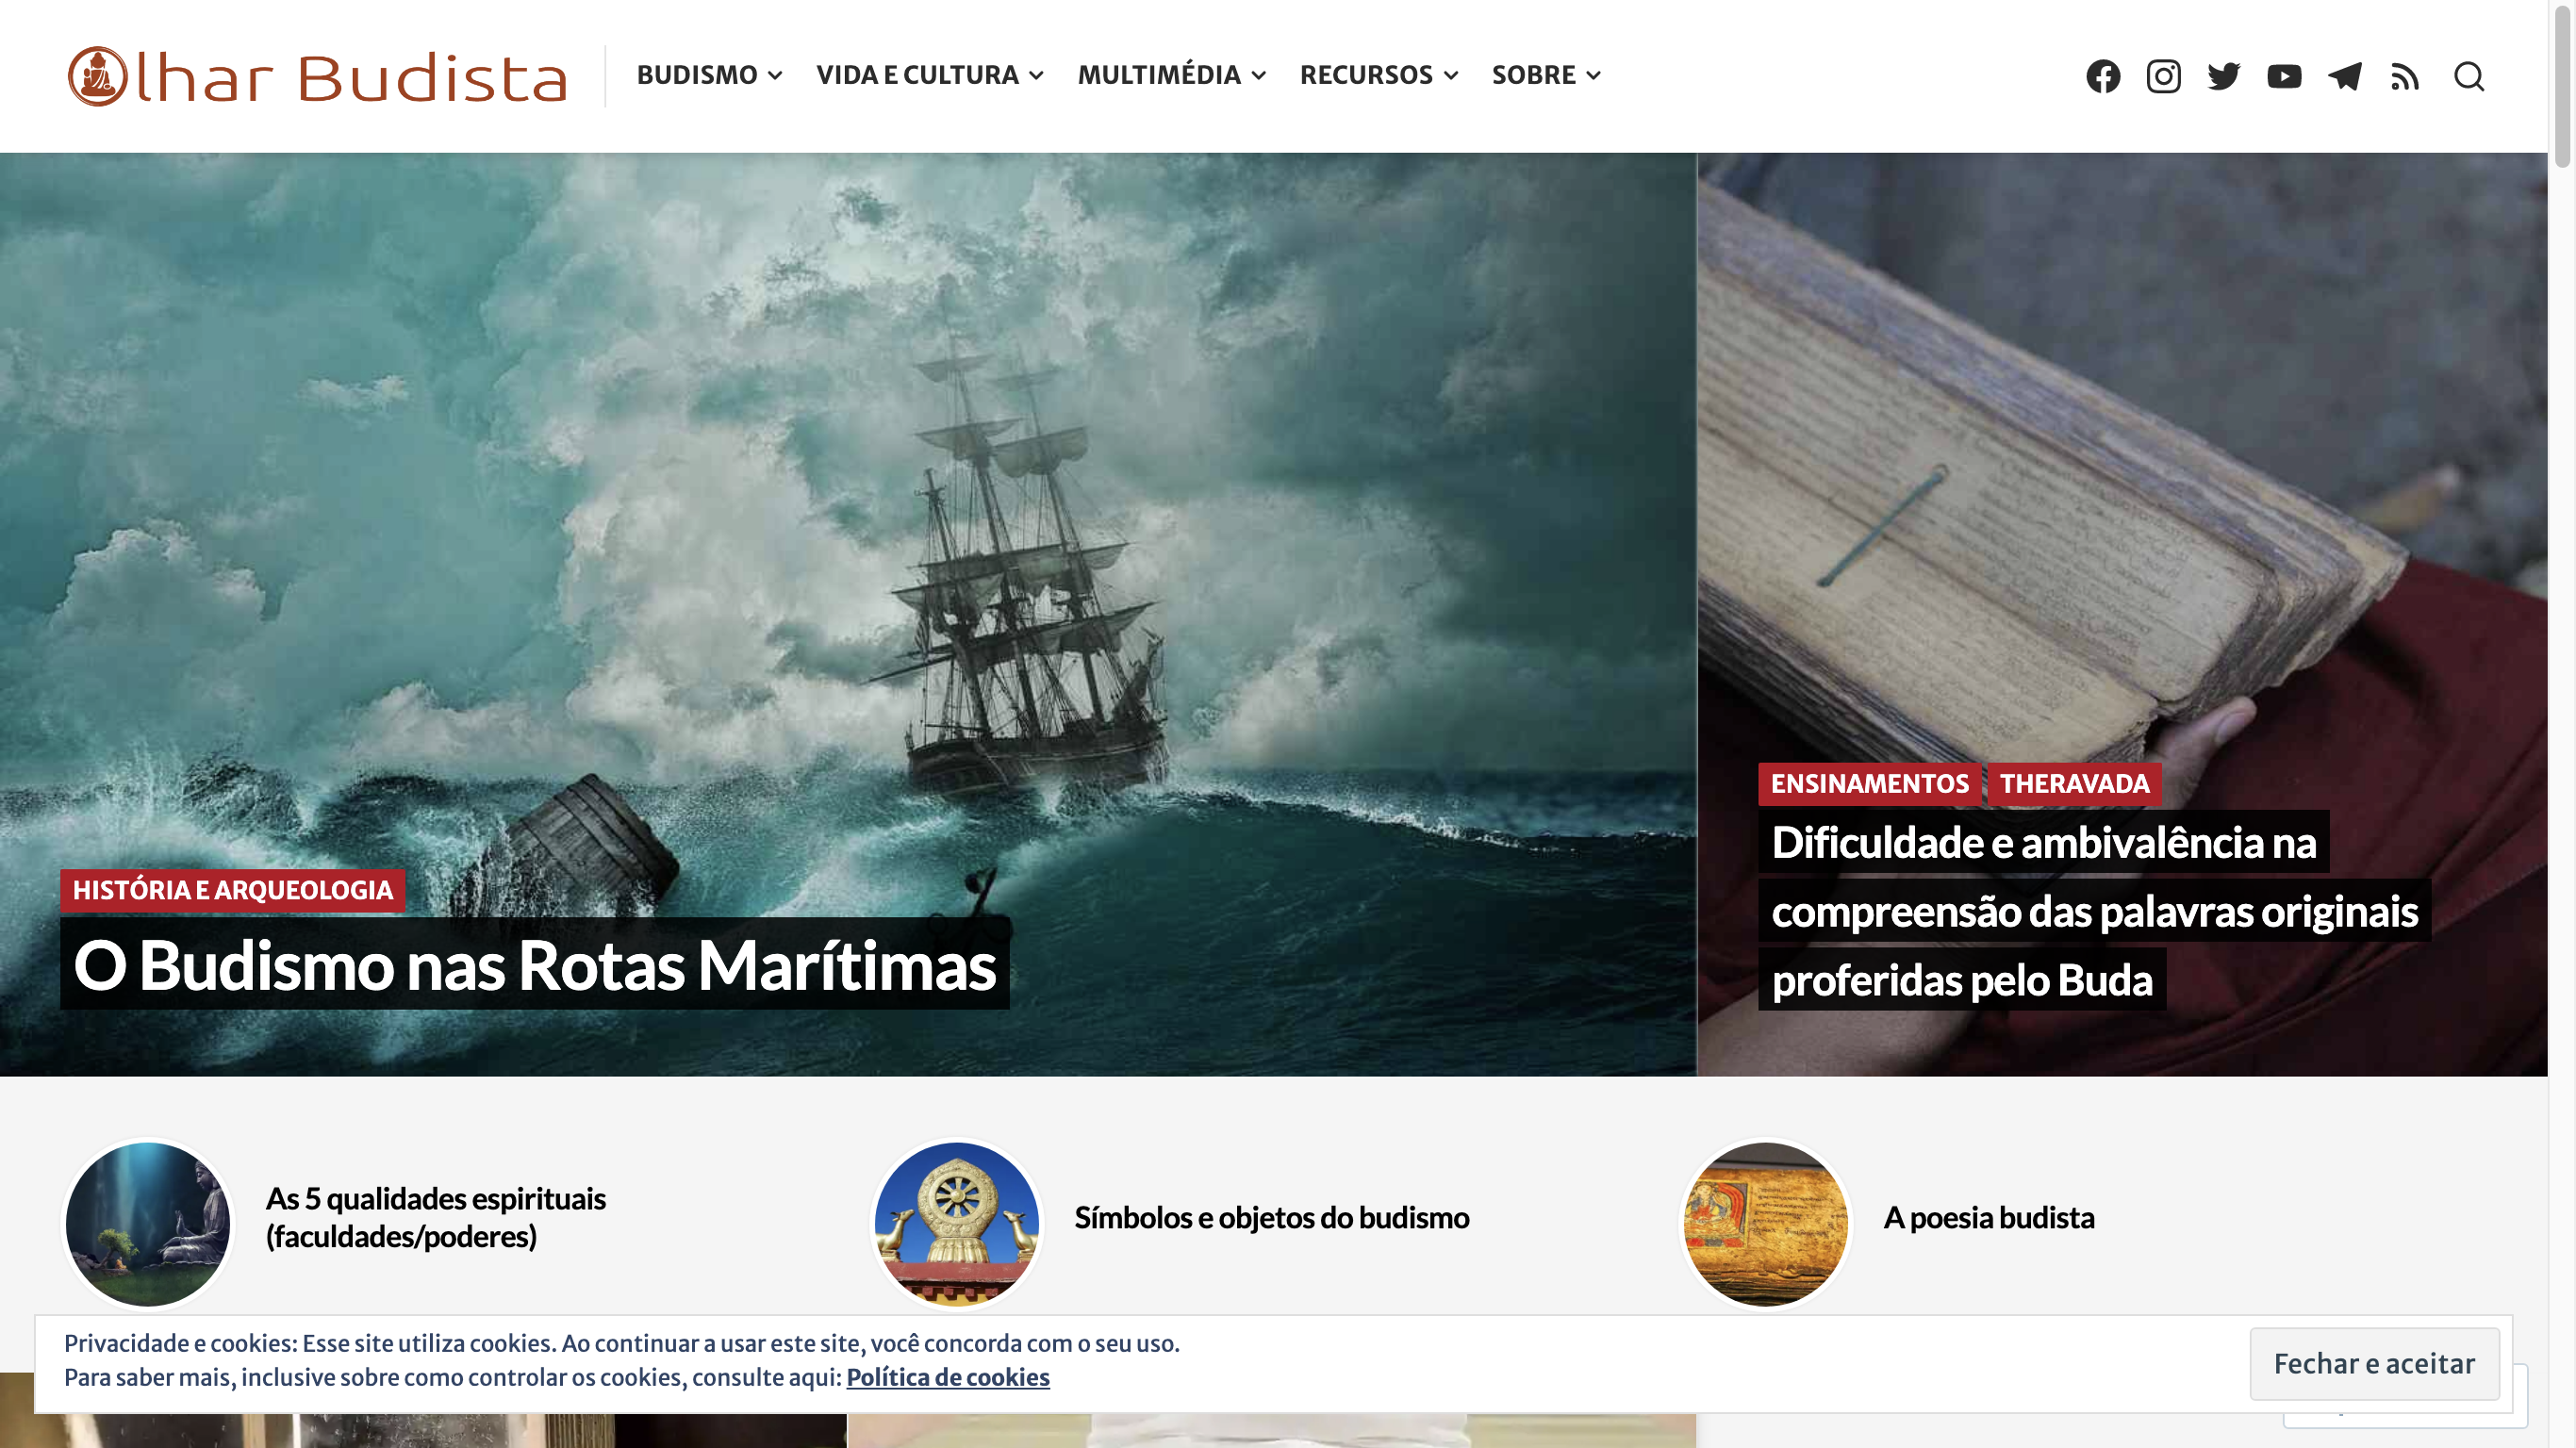 Olhar Budista
BUDISMO
VIDA E CULTURA
MULTIMÉDIA
RECURSOS
SOBRE
HISTÓRIA E ARQUEOLOGIA
O Budismo nas Rotas Marítimas
ENSINAMENTOS THERAVADA
Dificuldade e ambivalência na
compreensão das palavras originais
proferidas pelo Buda
As 5 qualidades espirituais
(faculdades/poderes)
Símbolos e objetos do budismo
A poesia budista
Privacidade e cookies: Esse site utiliza cookies. Ao continuar a usar este site, você concorda com o seu uso.
Para saber mais, inclusive sobre como controlar os cookies, consulte aqui: Política de cookies
Fechar e aceitar